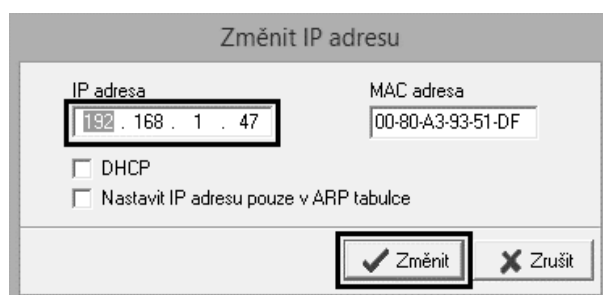 Změnit IP adresu
IP adresa MAC adresa
192 . 168 . 1 . 47 00-80-A3-93-51-DF
DHCP
Nastavit IP adresu pouze v ARP tabulce
Změnit Zrušit